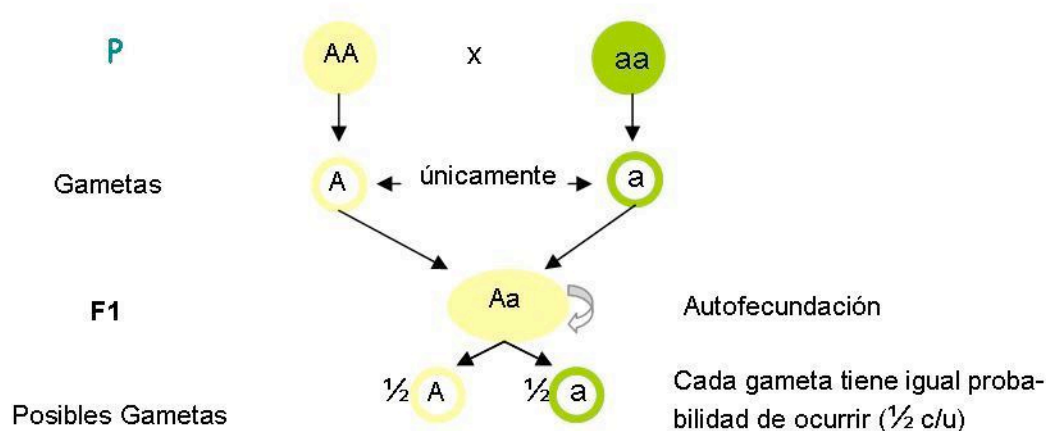 P AA x aa
Gametas A únicamente a
F1 Aa Autofecundación
Posibles Gametas ½ A ½ a Cada gameta tiene igual proba-
bilidad de ocurrir (½ c/u)